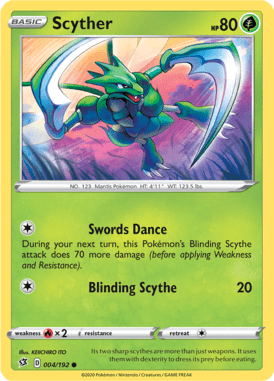 BASIC Scyther HP80
NO. 123 Mantis Pokémon HT: 4'11" WT: 123.5 lbs.
Swords Dance
During your next turn, this Pokémon's Blinding Scythe
attack does 70 more damage (before applying Weakness
and Resistance).
Blinding Scythe 20
Illus. KEIICHIRO ITO
weakness ×2 resistance retreat
D 004/192
Its two sharp scythes are more than just weapons. It uses
them with dexterity to dress its prey before eating.
©2020 Pokémon / Nintendo / Creatures / GAME FREAK